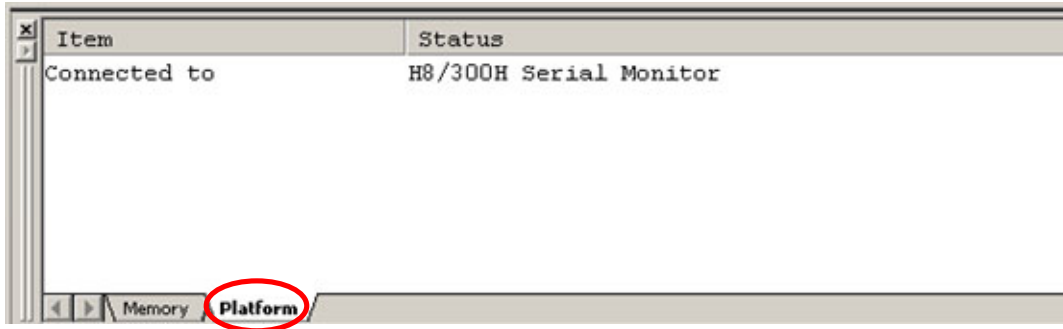 Item Status
Connected to H8/300H Serial Monitor
Memory Platform